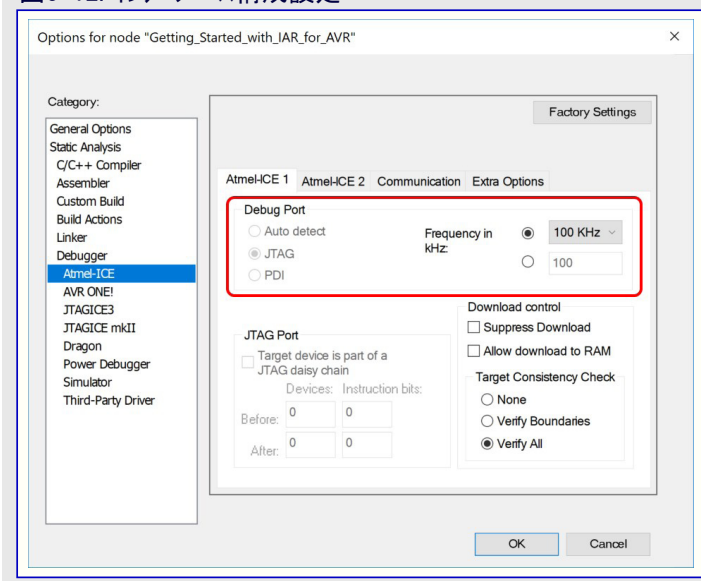 Options for node "Getting_Started_with_IAR_for_AVR"
Category:
Factory Settings
General Options
Static Analysis
C/C++ Compiler
Assembler
Custom Build
Build Actions
Linker
Debugger
Atmel-ICE
AVR ONE!
JTAGICE3
JTAGICE mkII
Dragon
Power Debugger
Simulator
Third-Party Driver
Atmel-ICE 1 Atmel-ICE 2 Communication Extra Options
Debug Port
Auto detect
JTAG
PDI
Frequency in
kHz:
100 KHz
100
JTAG Port
Target device is part of a
JTAG daisy chain
Devices: Instruction bits:
Before: 0 0
After: 0 0
Download control
Suppress Download
Allow download to RAM
Target Consistency Check
None
Verify Boundaries
Verify All
OK Cancel